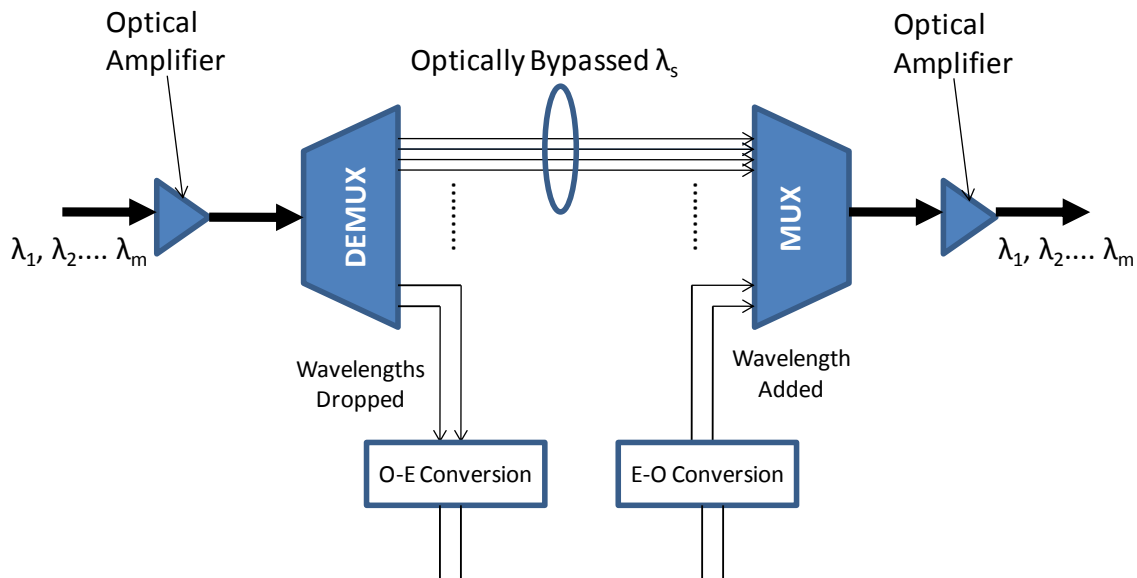 Optical
Amplifier
Optically Bypassed λs
Optical
Amplifier
DEMUX
MUX
λ1, λ2.... λm
λ1, λ2.... λm
Wavelengths
Dropped
Wavelength
Added
O-E Conversion
E-O Conversion